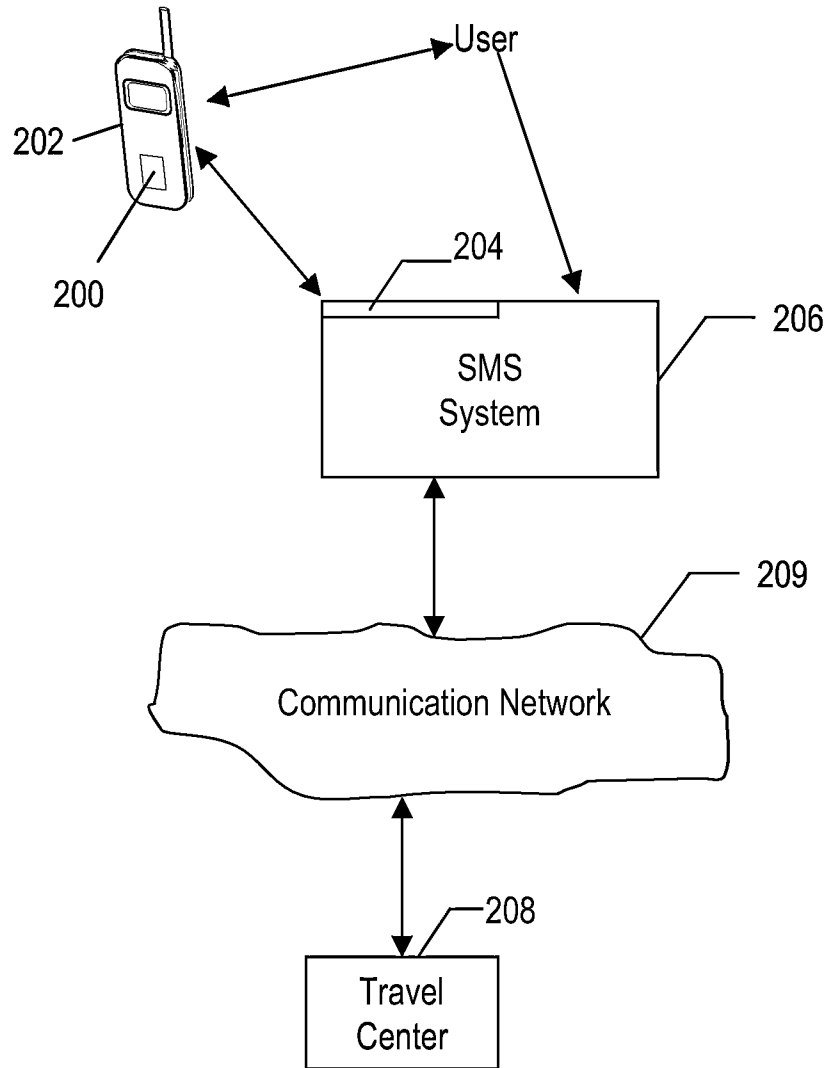 User
202
200
204
206
SMS
System
209
Communication Network
208
Travel
Center